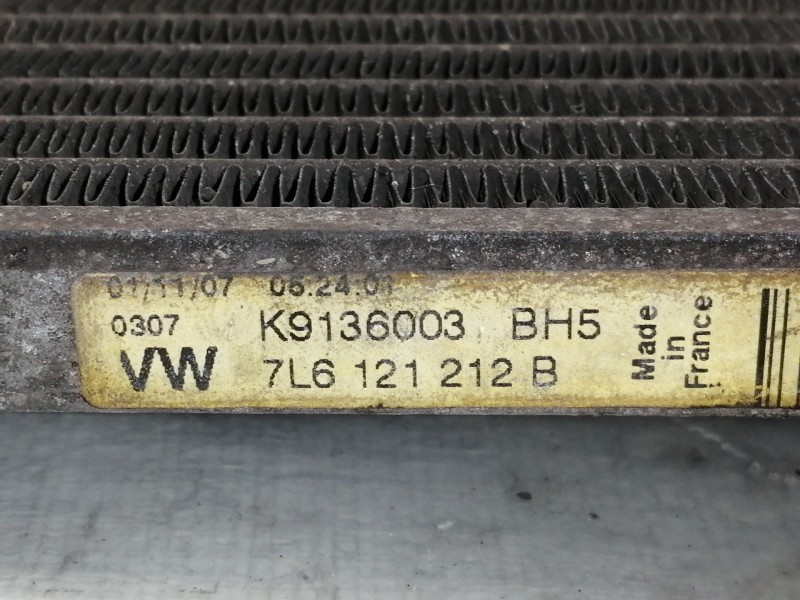 01/11/07 06:24:01
0307 K9136003 BH5
VW 7L6 121 212 B
Made
in
France